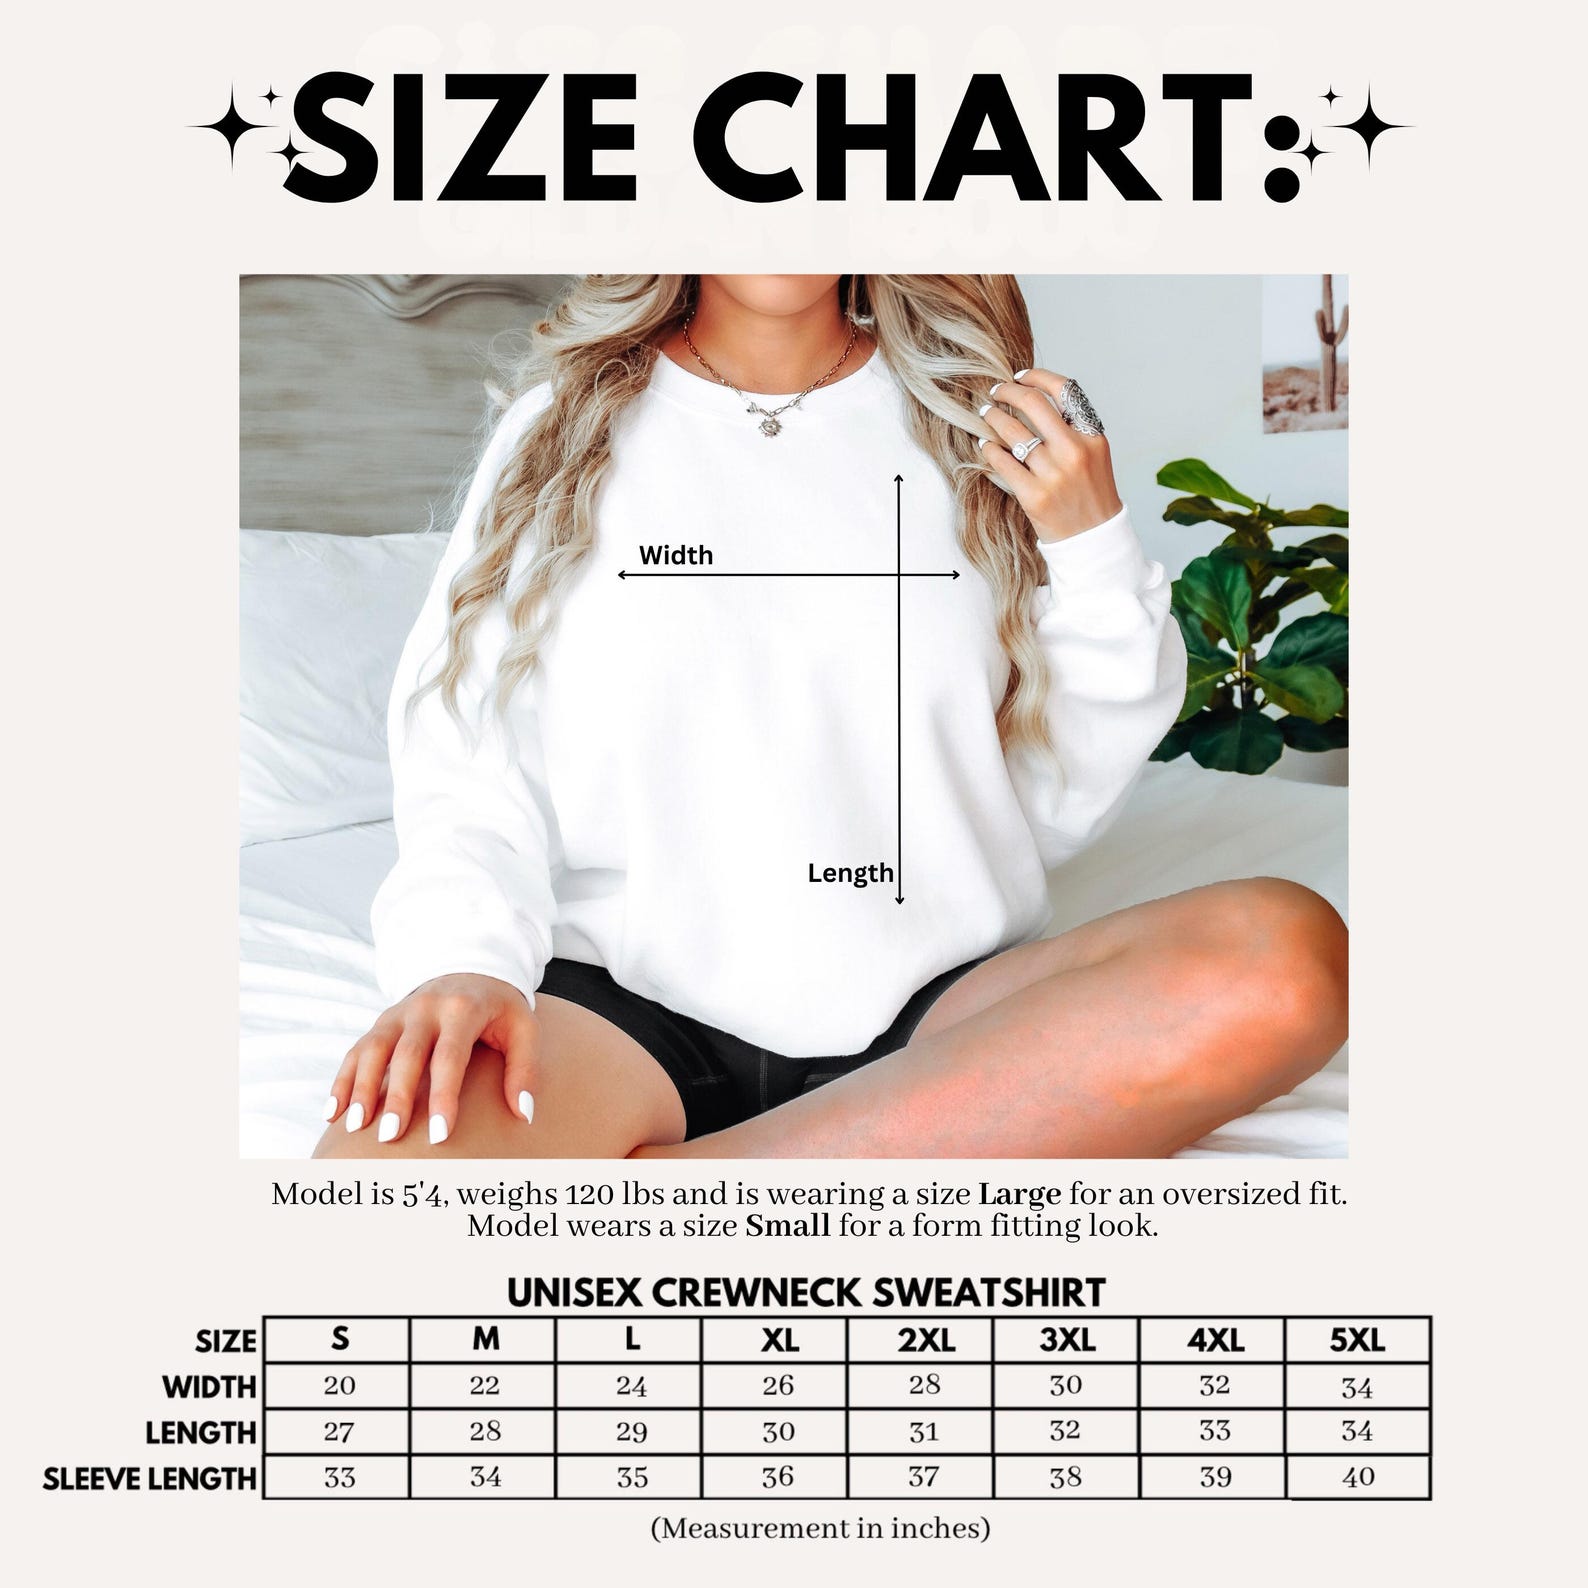 SIZE CHART:
Width
Length
Model is 5'4, weighs 120 lbs and is wearing a size Large for an oversized fit.
Model wears a size Small for a form fitting look.
UNISEX CREWNECK SWEATSHIRT
SIZE S M L XL 2XL 3XL 4XL 5XL
WIDTH 20 22 24 26 28 30 32 34
LENGTH 27 28 29 30 31 32 33 34
SLEEVE LENGTH 33 34 35 36 37 38 39 40
(Measurement in inches)